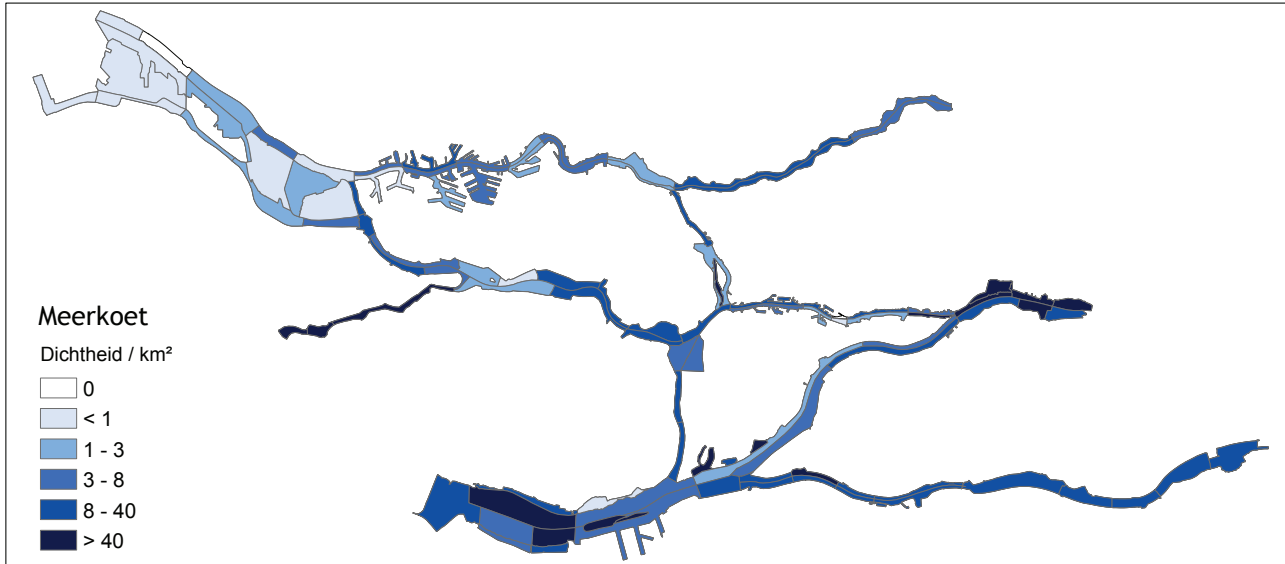 Meerkoet
Dichtheid / km²
0
< 1
1 - 3
3 - 8
8 - 40
> 40